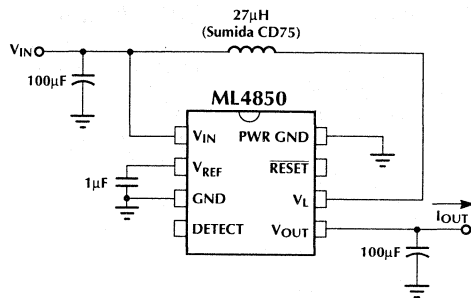 27µH
(Sumida CD75)
VIN
100µF
ML4850
VIN
PWR GND
VREF
RESET
1µF
GND
VL
DETECT
VOUT
IOUT
100µF